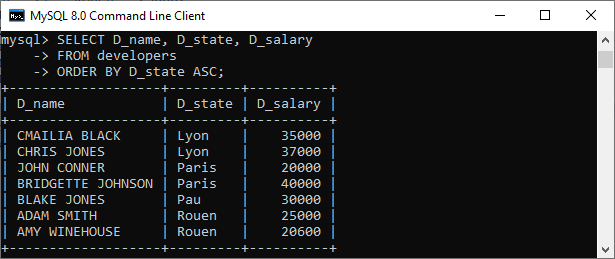 MySQL 8.0 Command Line Client
mysql> SELECT D_name, D_state, D_salary
    -> FROM developers
    -> ORDER BY D_state ASC;
+-------------------+---------+----------+
| D_name            | D_state | D_salary |
+-------------------+---------+----------+
| CMAILIA BLACK     | Lyon    |    35000 |
| CHRIS JONES       | Lyon    |    37000 |
| JOHN CONNER       | Paris   |    20000 |
| BRIDGETTE JOHNSON | Paris   |    40000 |
| BLAKE JONES       | Pau     |    30000 |
| ADAM SMITH        | Rouen   |    25000 |
| AMY WINEHOUSE     | Rouen   |    20600 |
+-------------------+---------+----------+